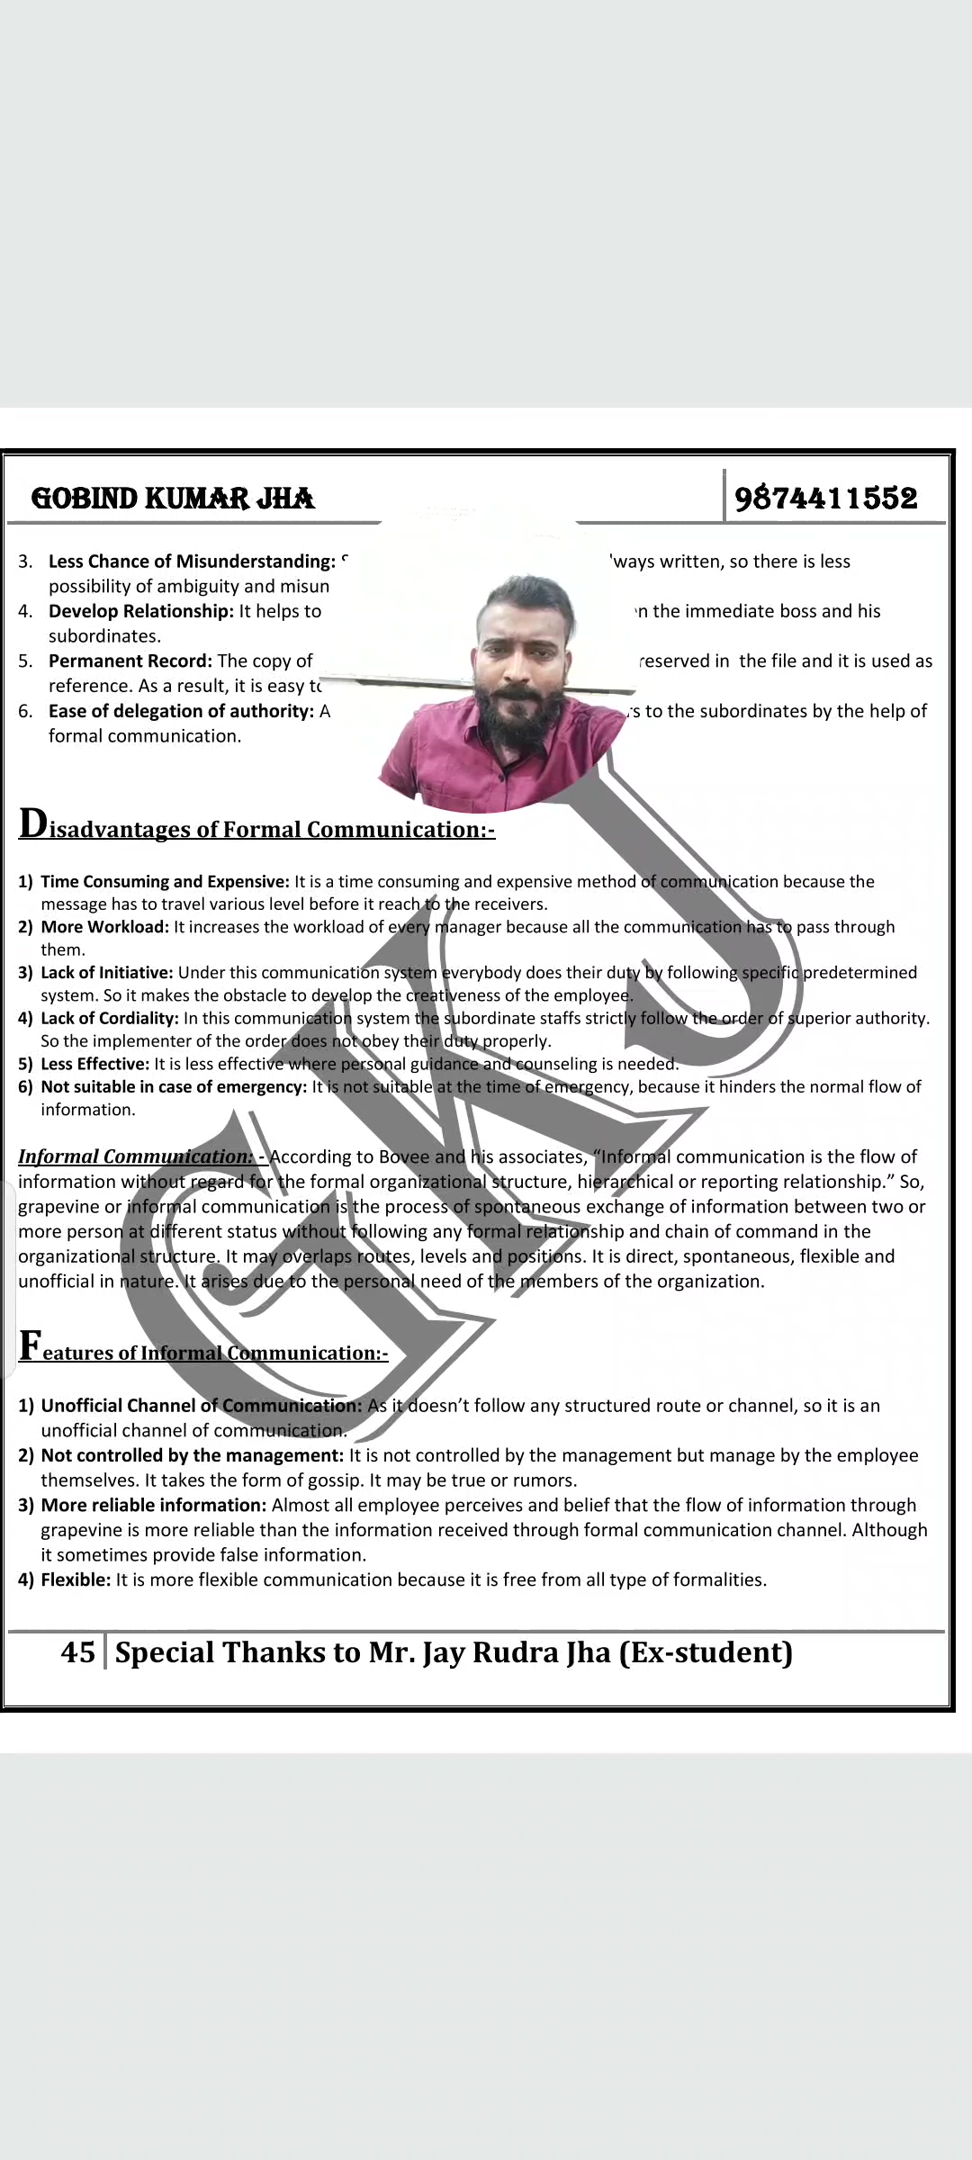 GOBIND KUMAR JHA 9874411552
3. Less Chance of Misunderstanding: written, so there is less
possibility of ambiguity and
4. Develop Relationship: It helps to the immediate boss and his
subordinates.
5. Permanent Record: The copy of in the file and it is used as
reference. As a result, it is easy
6. Ease of delegation of authority: to the subordinates by the help of
formal communication.
Disadvantages of Formal Communication:-
1) Time Consuming and Expensive: It is a time consuming and expensive method of communication because the
message has to travel various level before it reach to the receivers.
2) More Workload: It increases the workload of every manager because all the communication has to pass through
them.
3) Lack of Initiative: Under this communication system everybody does their duty by following specific predetermined
system. So it makes the obstacle to develop the creativeness of the employee.
4) Lack of Cordiality: In this communication system the subordinate staffs strictly follow the order of superior authority.
So the implementer of the order does not obey their duty properly.
5) Less Effective: It is less effective where personal guidance and counseling is needed.
6) Not suitable in case of emergency: It is not suitable at the time of emergency, because it hinders the normal flow of
information.
Informal Communication: - According to Bovee and his associates, “Informal communication is the flow of
information without regard for the formal organizational structure, hierarchical or reporting relationship.” So,
grapevine or informal communication is the process of spontaneous exchange of information between two or
more person at different status without following any formal relationship and chain of command in the
organizational structure. It may overlaps routes, levels and positions. It is direct, spontaneous, flexible and
unofficial in nature. It arises due to the personal need of the members of the organization.
Features of Informal Communication:-
1) Unofficial Channel of Communication: As it doesn’t follow any structured route or channel, so it is an
unofficial channel of communication.
2) Not controlled by the management: It is not controlled by the management but manage by the employee
themselves. It takes the form of gossip. It may be true or rumors.
3) More reliable information: Almost all employee perceives and belief that the flow of information through
grapevine is more reliable than the information received through formal communication channel. Although
it sometimes provide false information.
4) Flexible: It is more flexible communication because it is free from all type of formalities.
GKJ
45 Special Thanks to Mr. Jay Rudra Jha (Ex-student)